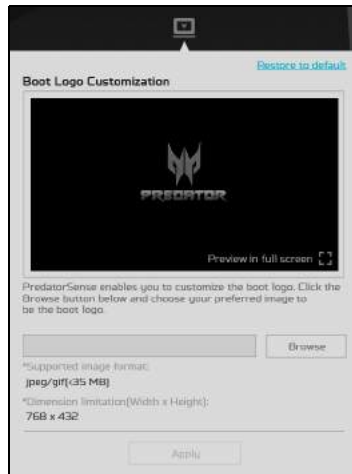 Restore to default
Boot Logo Customization
PREDATOR
Preview in full screen
PredatorSense enables you to customize the boot logo. Click the
Browse button below and choose your preferred image to
be the boot logo.
Browse
*Supported image format:
jpeg/gif(<35 MB)
*Dimension limitation(Width x Height):
768 x 432
Apply